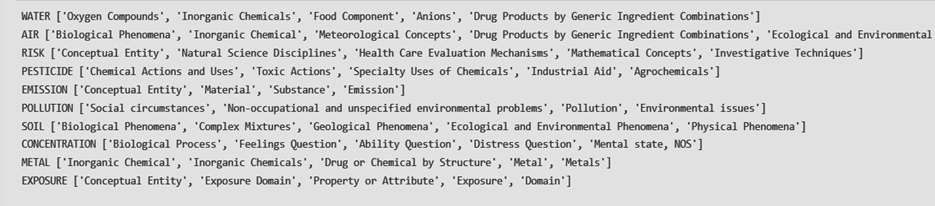 WATER ['Oxygen Compounds', 'Inorganic Chemicals', 'Food Component', 'Anions', 'Drug Products by Generic Ingredient Combinations']
AIR ['Biological Phenomena', 'Inorganic Chemical', 'Meteorological Concepts', 'Drug Products by Generic Ingredient Combinations', 'Ecological and Environmental
RISK ['Conceptual Entity', 'Natural Science Disciplines', 'Health Care Evaluation Mechanisms', 'Mathematical Concepts', 'Investigative Techniques']
PESTICIDE ['Chemical Actions and Uses', 'Toxic Actions', 'Specialty Uses of Chemicals', 'Industrial Aid', 'Agrochemicals']
EMISSION ['Conceptual Entity', 'Material', 'Substance', 'Emission']
POLLUTION ['Social circumstances', 'Non-occupational and unspecified environmental problems', 'Pollution', 'Environmental issues']
SOIL ['Biological Phenomena', 'Complex Mixtures', 'Geological Phenomena', 'Ecological and Environmental Phenomena', 'Physical Phenomena']
CONCENTRATION ['Biological Process', 'Feelings Question', 'Ability Question', 'Distress Question', 'Mental state, NOS']
METAL ['Inorganic Chemical', 'Inorganic Chemicals', 'Drug or Chemical by Structure', 'Metal', 'Metals']
EXPOSURE ['Conceptual Entity', 'Exposure Domain', 'Property or Attribute', 'Exposure', 'Domain']